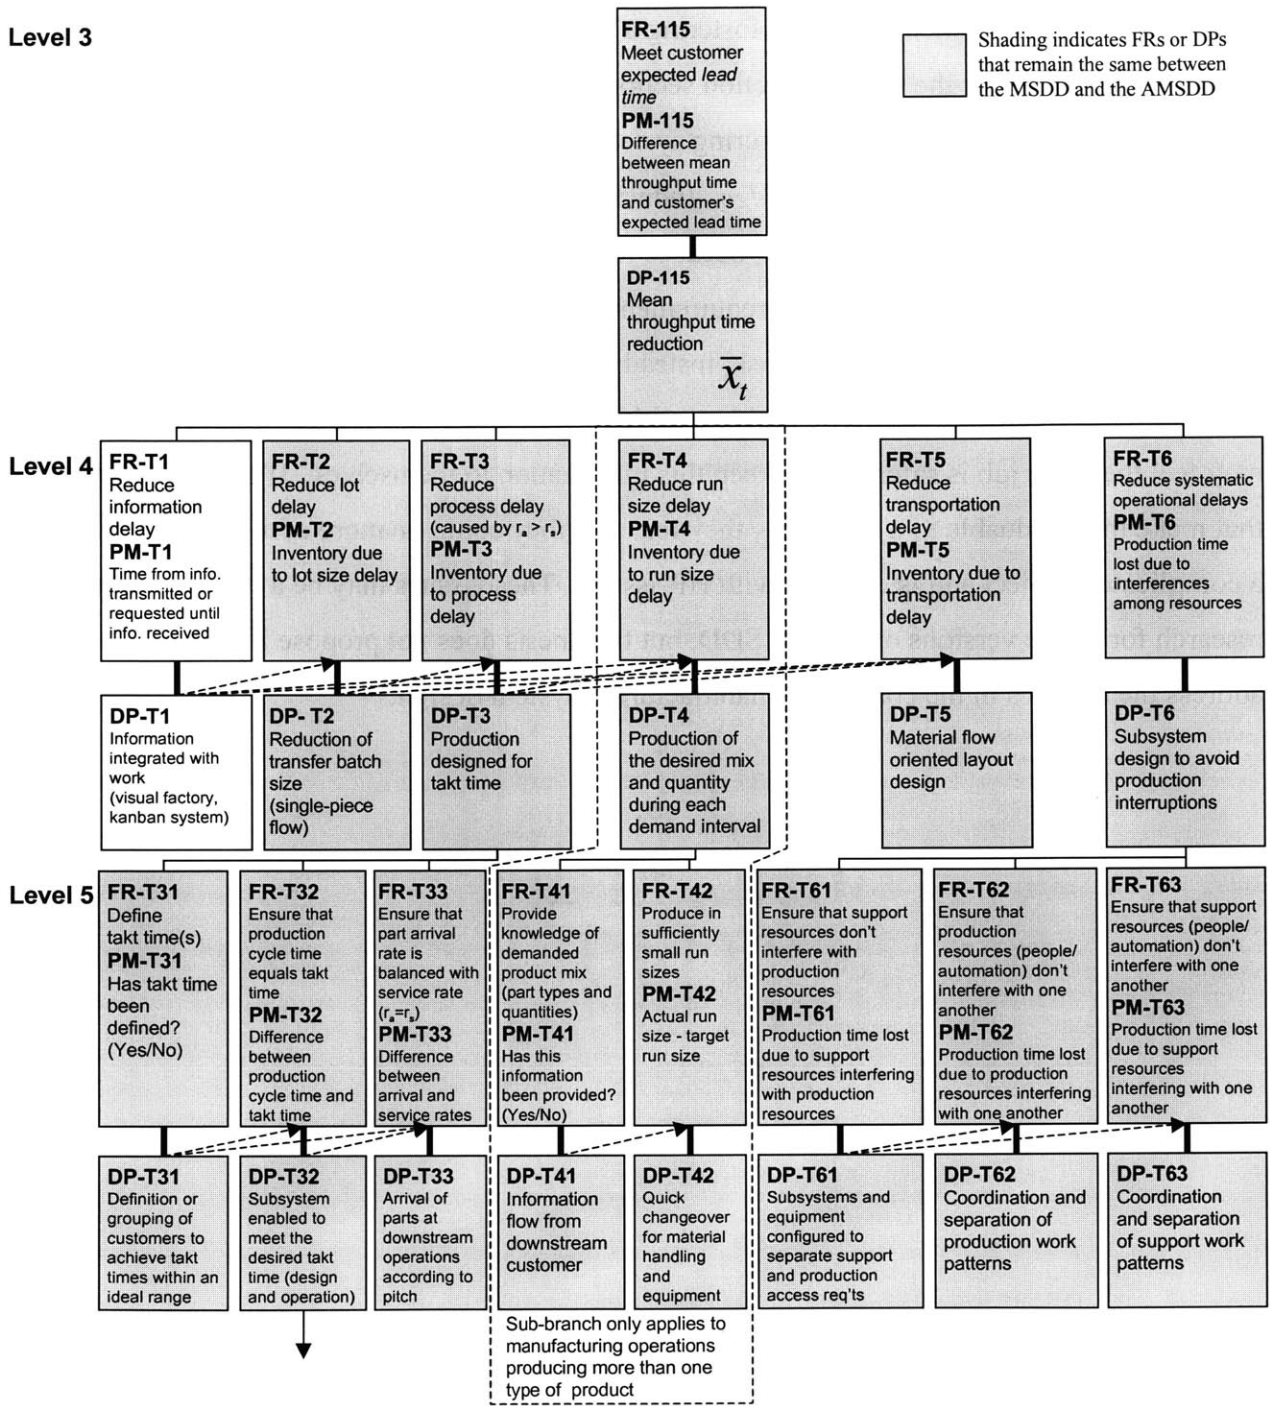 Level 3
FR-115
Meet customer
expected lead
time
PM-115
Difference
between mean
throughput time
and customer's
expected lead time
Shading indicates FRs or DPs
that remain the same between
the MSDD and the AMSDD
DP-115
Mean
throughput time
reduction
x̅t
Level 4
FR-T1
Reduce
information
delay
PM-T1
Time from info.
transmitted or
requested until
info. received
FR-T2
Reduce lot
delay
PM-T2
Inventory due
to lot size delay
FR-T3
Reduce
process delay
(caused by ra > rs)
PM-T3
Inventory due
to process
delay
FR-T4
Reduce run
size delay
PM-T4
Inventory due
to run size
delay
FR-T5
Reduce
transportation
delay
PM-T5
Inventory due to
transportation
delay
FR-T6
Reduce systematic
operational delays
PM-T6
Production time
lost due to
interferences
among resources
DP-T1
Information
integrated with
work
(visual factory,
kanban system)
DP- T2
Reduction of
transfer batch
size
(single-piece
flow)
DP-T3
Production
designed for
takt time
DP-T4
Production of
the desired mix
and quantity
during each
demand interval
DP-T5
Material flow
oriented layout
design
DP-T6
Subsystem
design to avoid
production
interruptions
Level 5
FR-T31
Define
takt time(s)
PM-T31
Has takt time
been
defined?
(Yes/No)
FR-T32
Ensure that
production
cycle time
equals takt
time
PM-T32
Difference
between
production
cycle time and
takt time
FR-T33
Ensure that
part arrival
rate is
balanced with
service rate
(ra=rs)
PM-T33
Difference
between
arrival and
service rates
FR-T41
Provide
knowledge of
demanded
product mix
(part types and
quantities)
PM-T41
Has this
information
been provided?
(Yes/No)
FR-T42
Produce in
sufficiently
small run
sizes
PM-T42
Actual run
size - target
run size
FR-T61
Ensure that support
resources don't
interfere with
production
resources
PM-T61
Production time lost
due to support
resources interfering
with production
resources
FR-T62
Ensure that
production
resources (people/
automation) don't
interfere with one
another
PM-T62
Production time lost
due to production
resources interfering
with one another
FR-T63
Ensure that support
resources (people/
automation) don't
interfere with one
another
PM-T63
Production time lost
due to support
resources
interfering with one
another
DP-T31
Definition or
grouping of
customers to
achieve takt
times within an
ideal range
DP-T32
Subsystem
enabled to
meet the
desired takt
time (design
and operation)
DP-T33
Arrival of
parts at
downstream
operations
according to
pitch
DP-T41
Information
flow from
downstream
customer
DP-T42
Quick
changeover
for material
handling
and
equipment
DP-T61
Subsystems and
equipment
configured to
separate support
and production
access req'ts
DP-T62
Coordination and
separation of
production work
patterns
DP-T63
Coordination
and separation
of support work
patterns
Sub-branch only applies to
manufacturing operations
producing more than one
type of product